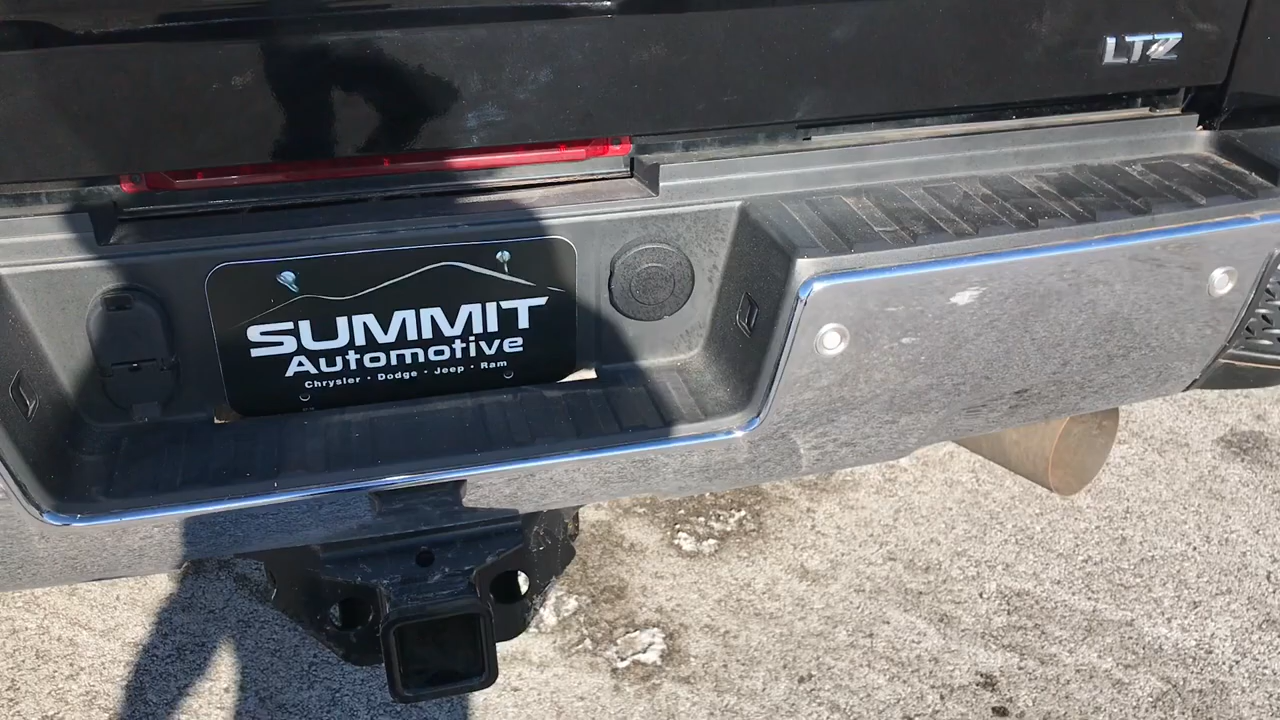 LTZ
SUMMIT
Automotive
Chrysler • Dodge • Jeep • Ram